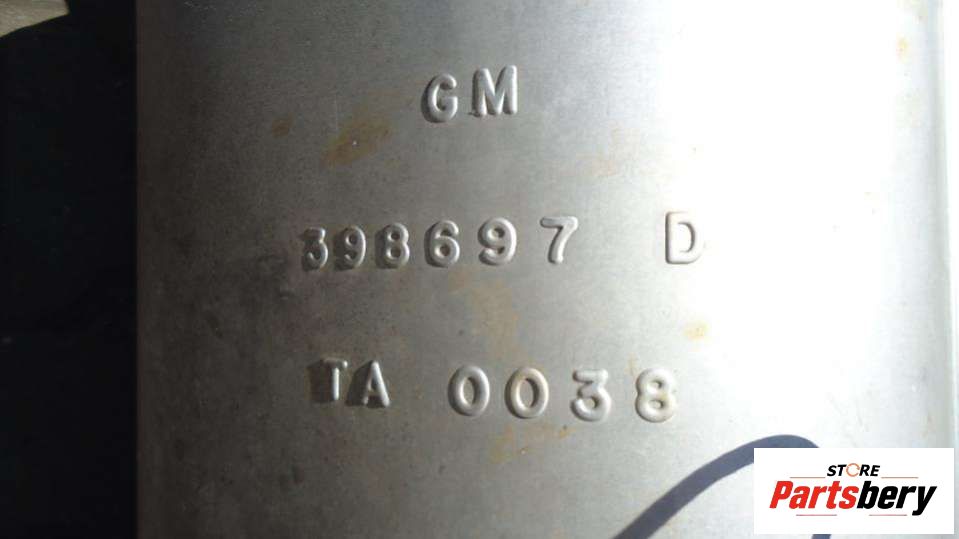 GM
398697 D
TA 0038
STORE
Partsbery